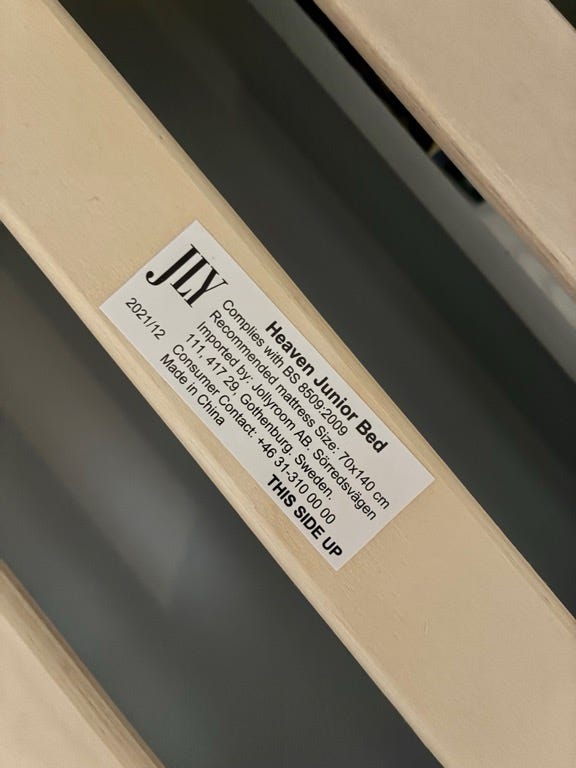 JLY
2021/12
Heaven Junior Bed
Complies with BS 8509:2009
Recommended mattress Size: 70x140 cm
Imported by: Jollyroom AB. Sörredsvägen
111. 417 29 Gothenburg. Sweden.
Consumer Contact: +46 31-310 00 00
Made in China
THIS SIDE UP